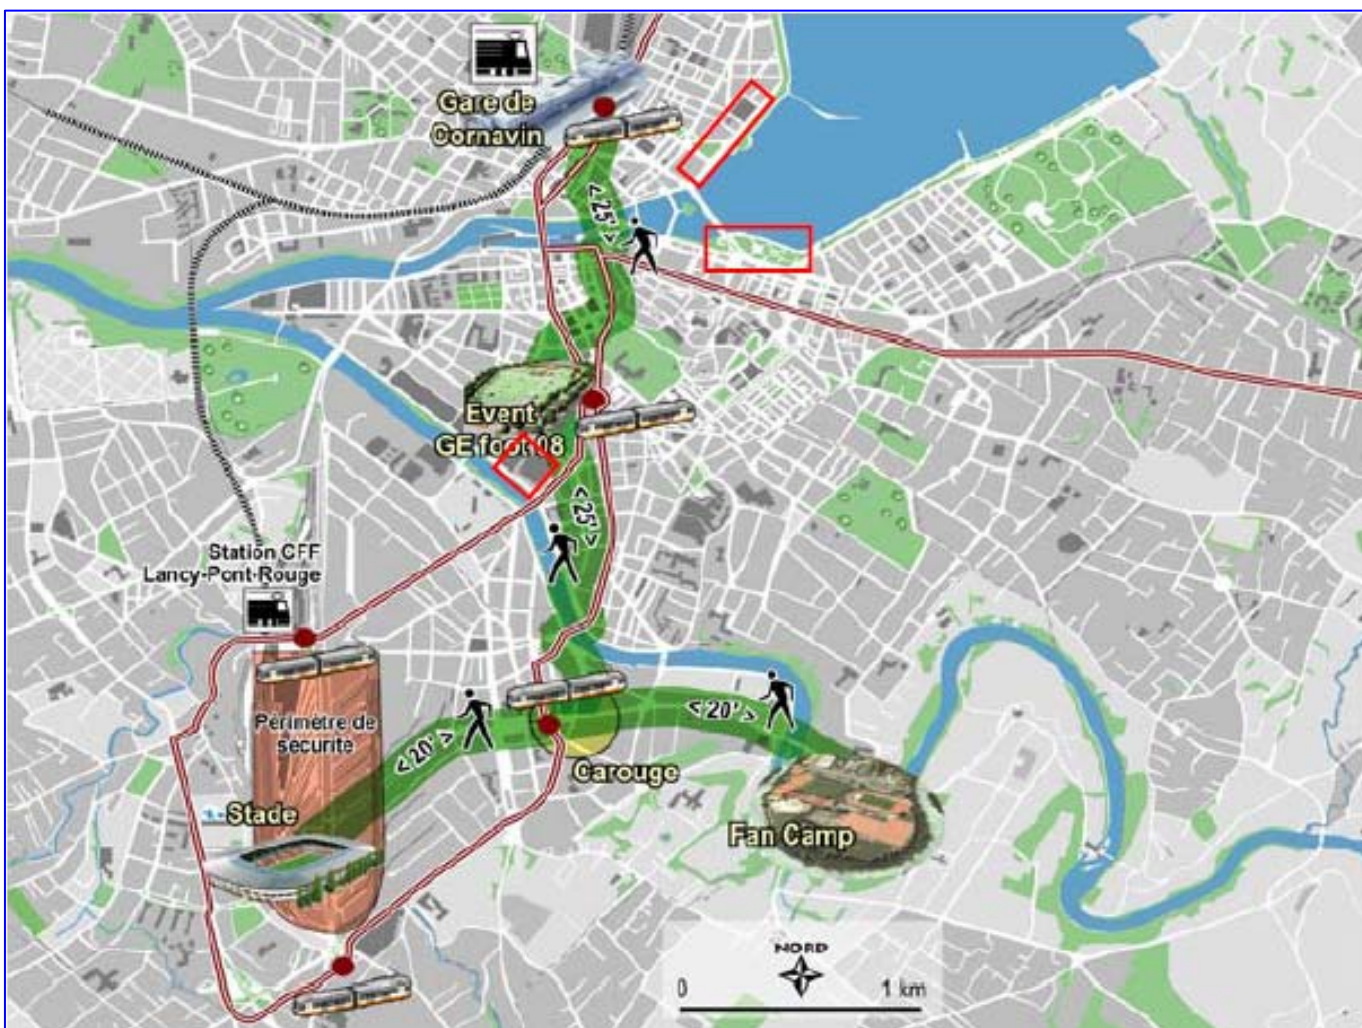 Gare de
Cornavin
<25'>
Event
GE foot 08
<25'>
Station CFF
Lancy-Pont-Rouge
Périmètre de
sécurité
<20'>
<20'>
Carouge
Stade
Fan Camp
NORD
0 1 km